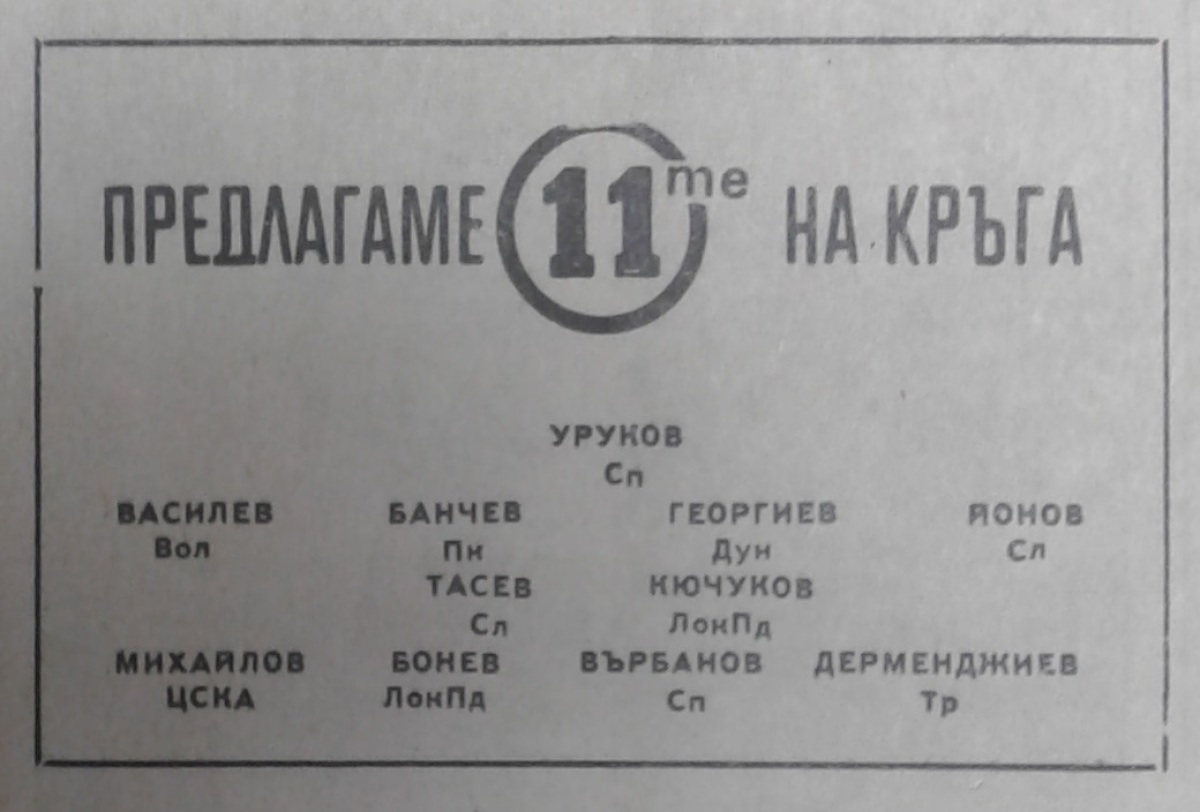 ПРЕДЛАГАМЕ 11те НА КРЪГА
УРУКОВ
Сп
ВАСИЛЕВ БАНЧЕВ ГЕОРГИЕВ ЙОНОВ
Вол Пк Дун Сл
ТАСЕВ КЮЧУКОВ
Сл ЛокПд
МИХАЙЛОВ БОНЕВ ВЪРБАНОВ ДЕРМЕНДЖИЕВ
ЦСКА ЛокПд Сп Тр